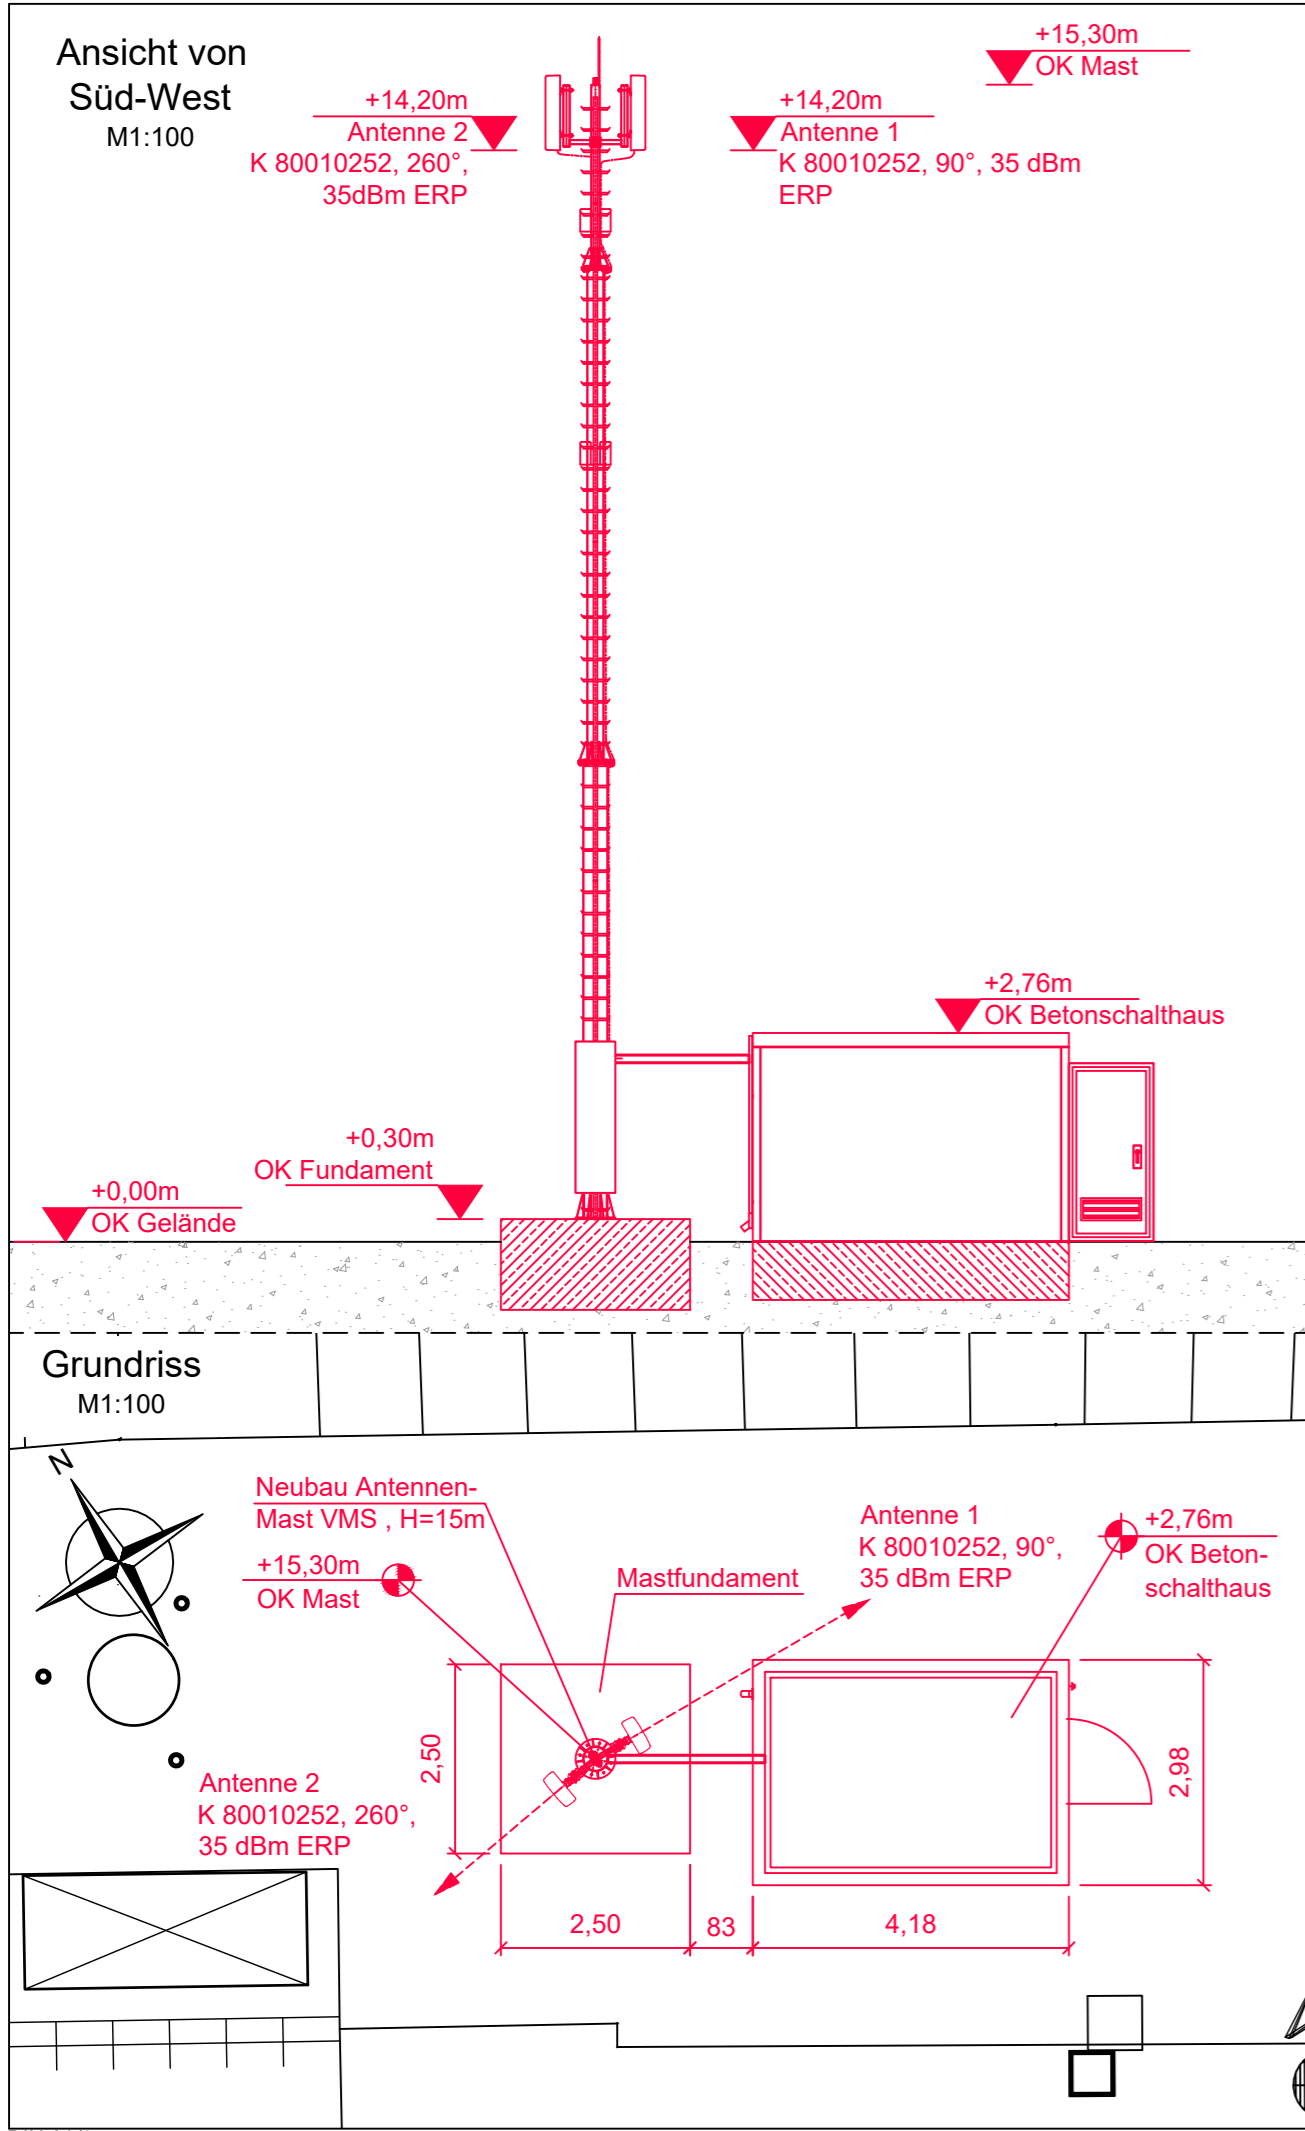 Ansicht von
Süd-West
M1:100
+15,30m
OK Mast
+14,20m
Antenne 2
K 80010252, 260°,
35dBm ERP
+14,20m
Antenne 1
K 80010252, 90°, 35 dBm
ERP
+2,76m
OK Betonschalthaus
+0,30m
OK Fundament
+0,00m
OK Gelände
Grundriss
M1:100
N
Neubau Antennen-
Mast VMS , H=15m
+15,30m
OK Mast
Mastfundament
Antenne 1
K 80010252, 90°,
35 dBm ERP
+2,76m
OK Beton-
schalthaus
2,50
2,98
Antenne 2
K 80010252, 260°,
35 dBm ERP
2,50
83
4,18